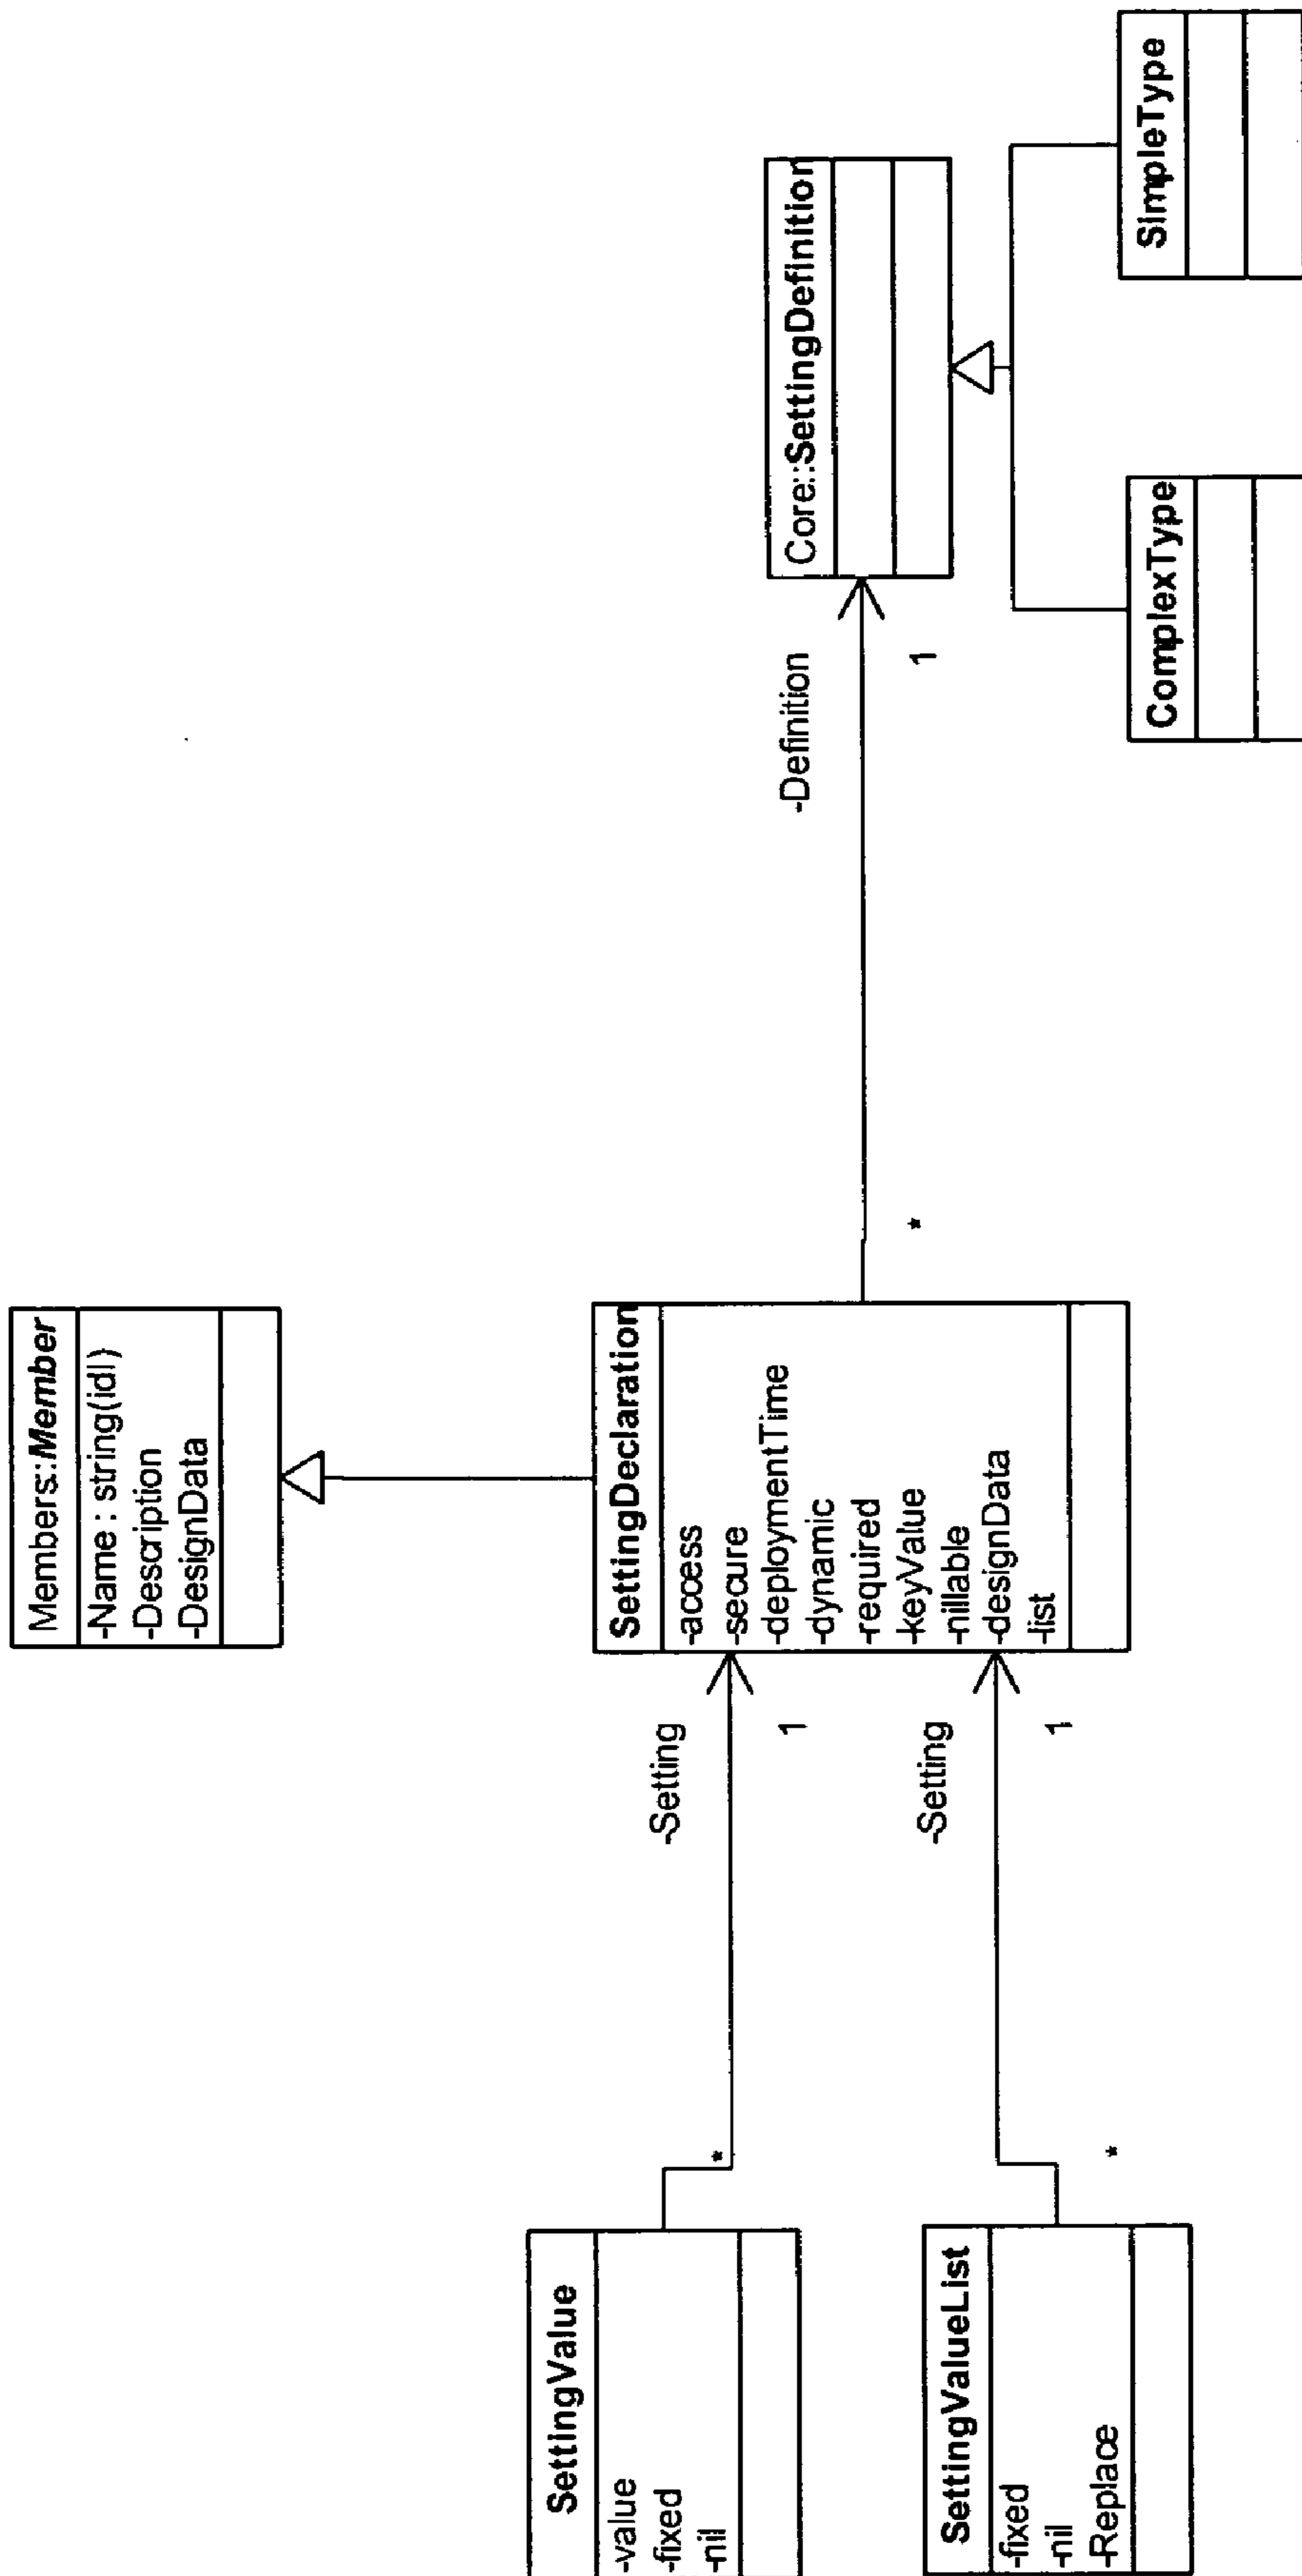 Members::Member
-Name : string(idl)
-Description
-DesignData
SettingValue
-value
-fixed
-nil
*
-Setting
1
SettingDeclaration
-access
-secure
-deploymentTime
-dynamic
-required
-keyValue
-nillable
-designData
-list
*
-Definition
1
Core::SettingDefinition
SettingValueList
-fixed
-nil
-Replace
*
-Setting
1
ComplexType
SimpleType